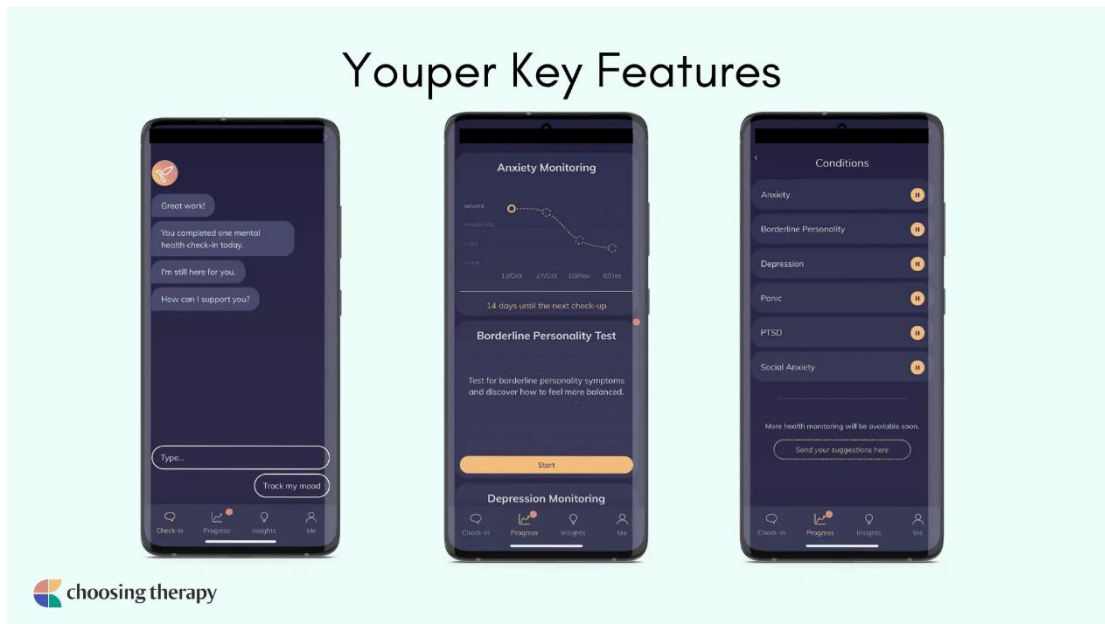 Youper Key Features
Great work!
You completed one mental
health check-in today.
I'm still here for you.
How can I support you?
Type...
Track my mood
Check-in Progress Insights Me
Anxiety Monitoring
severe
moderate
mild
13/Oct 27/Oct 10/Nov 8/Dec
14 days until the next check-up
Borderline Personality Test
Test for borderline personality symptoms
and discover how to feel more balanced.
Start
Depression Monitoring
Check-in Progress Insights Me
Conditions
Anxiety
Borderline Personality
Depression
Panic
PTSD
Social Anxiety
More health monitoring will be available soon.
Send your suggestions here
Check-in Progress Insights Me
choosing therapy